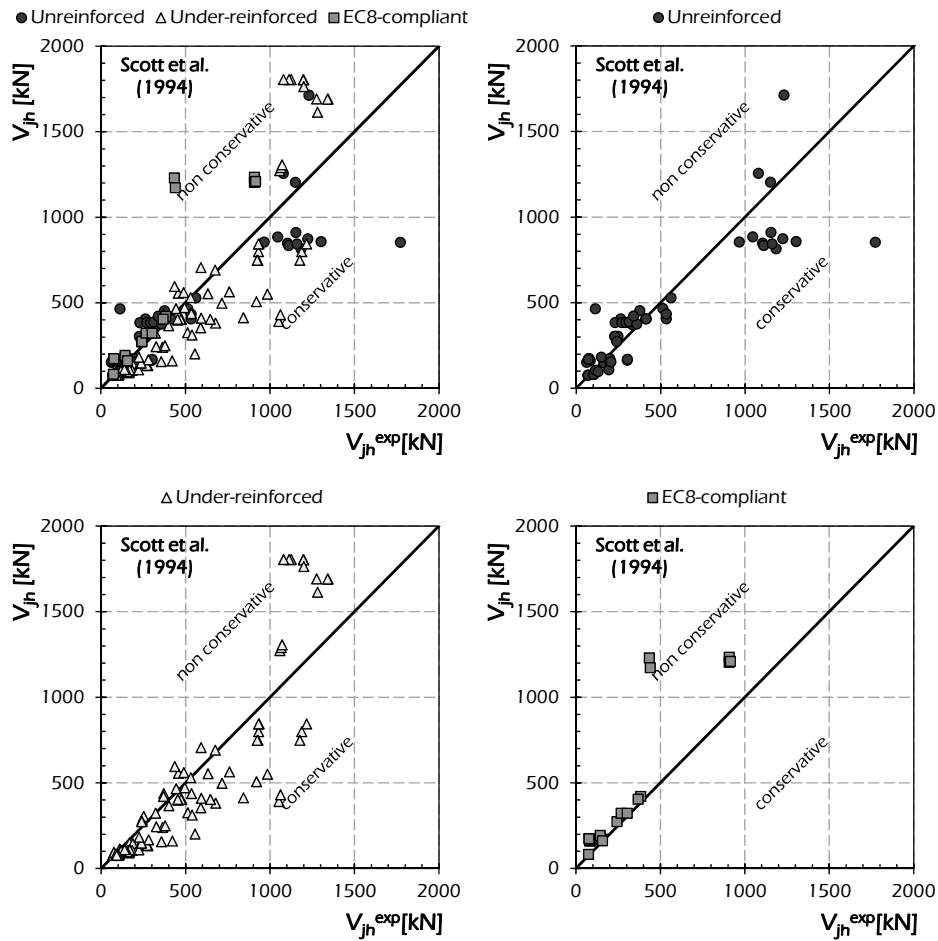 Unreinforced Under-reinforced EC8-compliant
Unreinforced
2000
1500
1000
500
0
V_jh [kN]
Scott et al.
(1994)
non conservative
conservative
0 500 1000 1500 2000
V_jh^exp[kN]
2000
1500
1000
500
0
V_jh [kN]
Scott et al.
(1994)
non conservative
conservative
0 500 1000 1500 2000
V_jh^exp[kN]
Under-reinforced
EC8-compliant
2000
1500
1000
500
0
V_jh [kN]
Scott et al.
(1994)
non conservative
conservative
0 500 1000 1500 2000
V_jh^exp[kN]
2000
1500
1000
500
0
V_jh [kN]
Scott et al.
(1994)
non conservative
conservative
0 500 1000 1500 2000
V_jh^exp[kN]